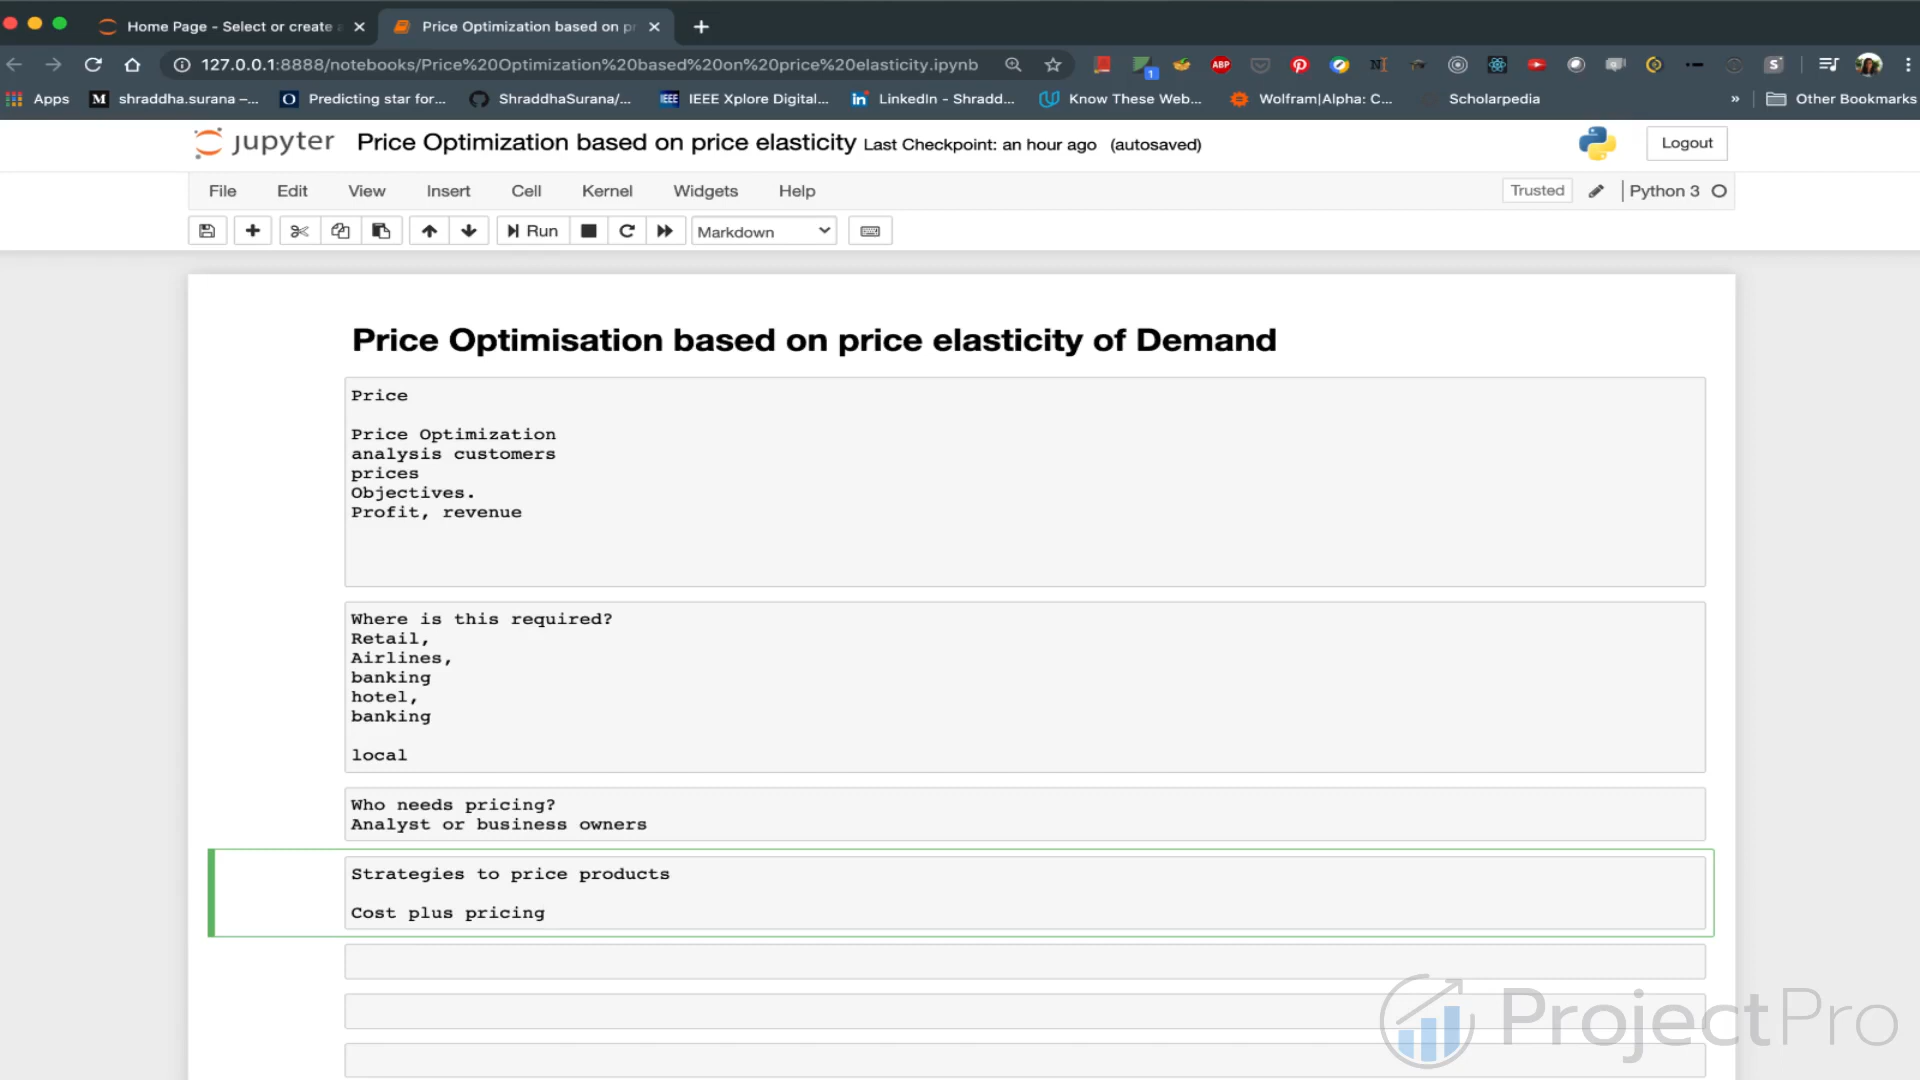 Home Page - Select or create a
Price Optimization based on pr
127.0.0.1:8888/notebooks/Price%20Optimization%20based%20on%20price%20elasticity.ipynb
ABP
1
N
S
Apps
M
shraddha.surana –...
O
Predicting star for...
ShraddhaSurana/...
IEEE
IEEE Xplore Digital...
in
LinkedIn - Shradd...
Know These Web...
Wolfram|Alpha: C...
Scholarpedia
»
Other Bookmarks
jupyter
Price Optimization based on price elasticity Last Checkpoint: an hour ago (autosaved)
Logout
File Edit View Insert Cell Kernel Widgets Help
Trusted
Python 3
Run
Markdown
Price Optimisation based on price elasticity of Demand
Price
Price Optimization
analysis customers
prices
Objectives.
Profit, revenue
Where is this required?
Retail,
Airlines,
banking
hotel,
banking
local
Who needs pricing?
Analyst or business owners
Strategies to price products
Cost plus pricing
ProjectPro